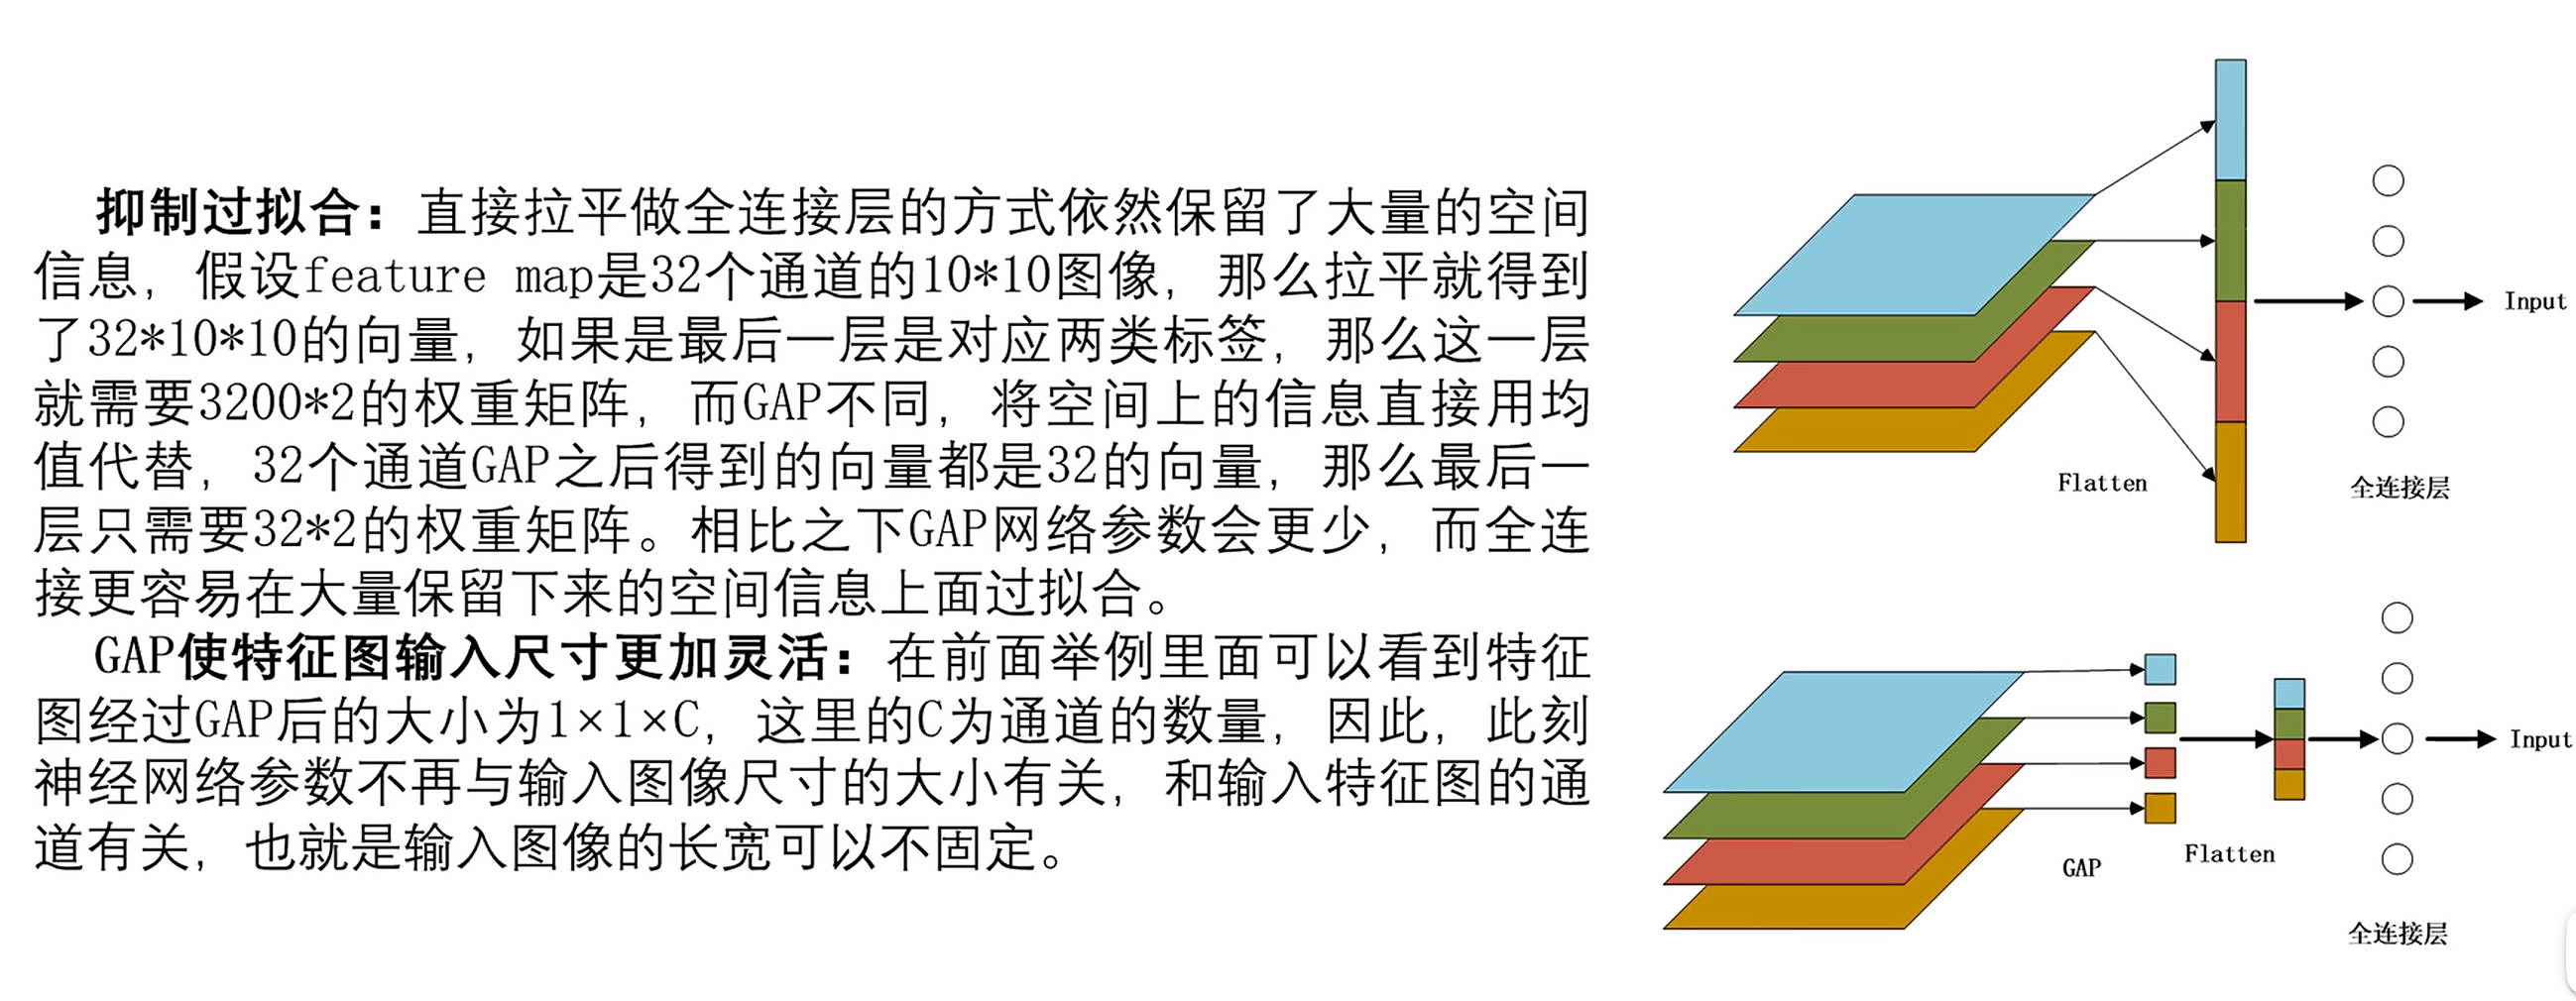 抑制过拟合：直接拉平做全连接层的方式依然保留了大量的空间
信息，假设feature map是32个通道的10*10图像，那么拉平就得到
了32*10*10的向量，如果是最后一层是对应两类标签，那么这一层
就需要3200*2的权重矩阵，而GAP不同，将空间上的信息直接用均
值代替，32个通道GAP之后得到的向量都是32的向量，那么最后一
层只需要32*2的权重矩阵。相比之下GAP网络参数会更少，而全连
接更容易在大量保留下来的空间信息上面过拟合。
GAP使特征图输入尺寸更加灵活：在前面举例里面可以看到特征
图经过GAP后的大小为1×1×C，这里的C为通道的数量，因此，此刻
神经网络参数不再与输入图像尺寸的大小有关，和输入特征图的通
道有关，也就是输入图像的长宽可以不固定。
Input
Flatten
全连接层
Input
GAP
Flatten
全连接层